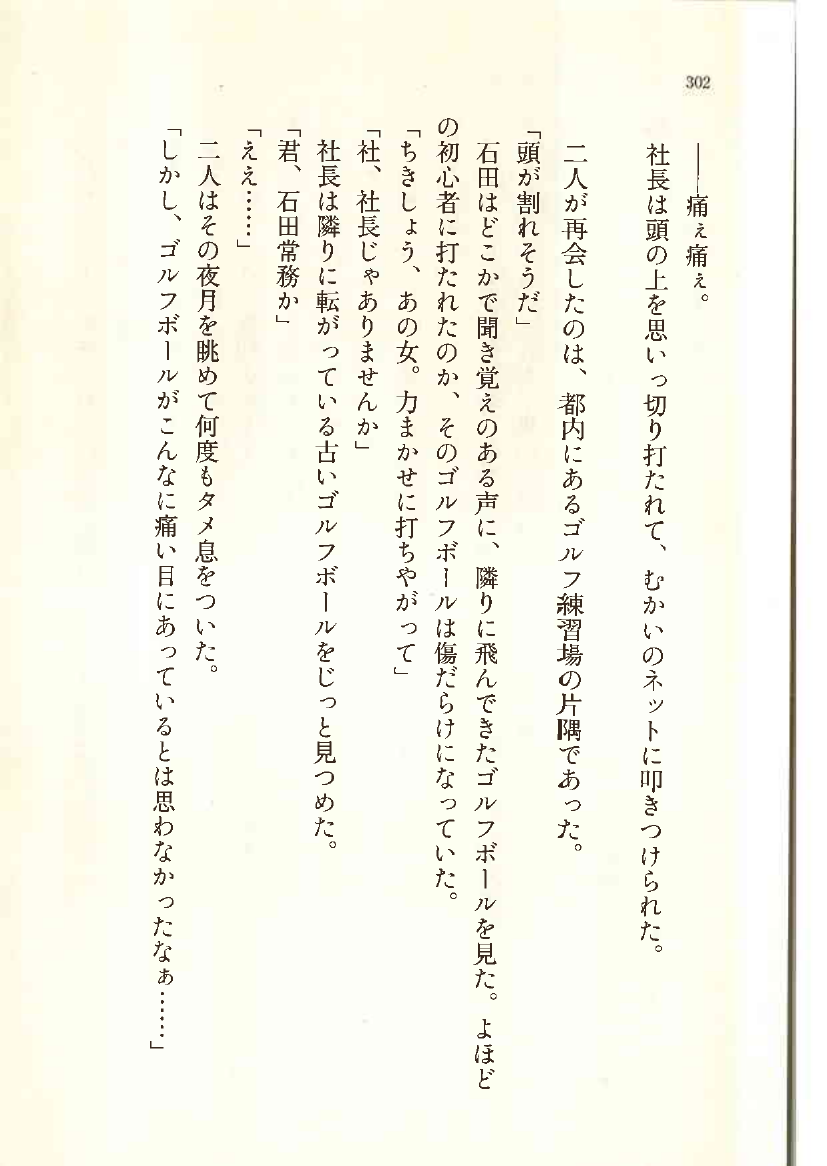 302
――痛ぇ痛ぇ。
社長は頭の上を思いっ切り打たれて、むかいのネットに叩きつけられた。
二人が再会したのは、都内にあるゴルフ練習場の片隅であった。
「頭が割れそうだ」
石田はどこかで聞き覚えのある声に、隣りに飛んできたゴルフボールを見た。よほど
の初心者に打たれたのか、そのゴルフボールは傷だらけになっていた。
「ちきしょう、あの女。力まかせに打ちやがって」
「社、社長じゃありませんか」
社長は隣りに転がっている古いゴルフボールをじっと見つめた。
「君、石田常務か」
「ええ……」
二人はその夜月を眺めて何度もタメ息をついた。
「しかし、ゴルフボールがこんなに痛い目にあっているとは思わなかったなぁ……」